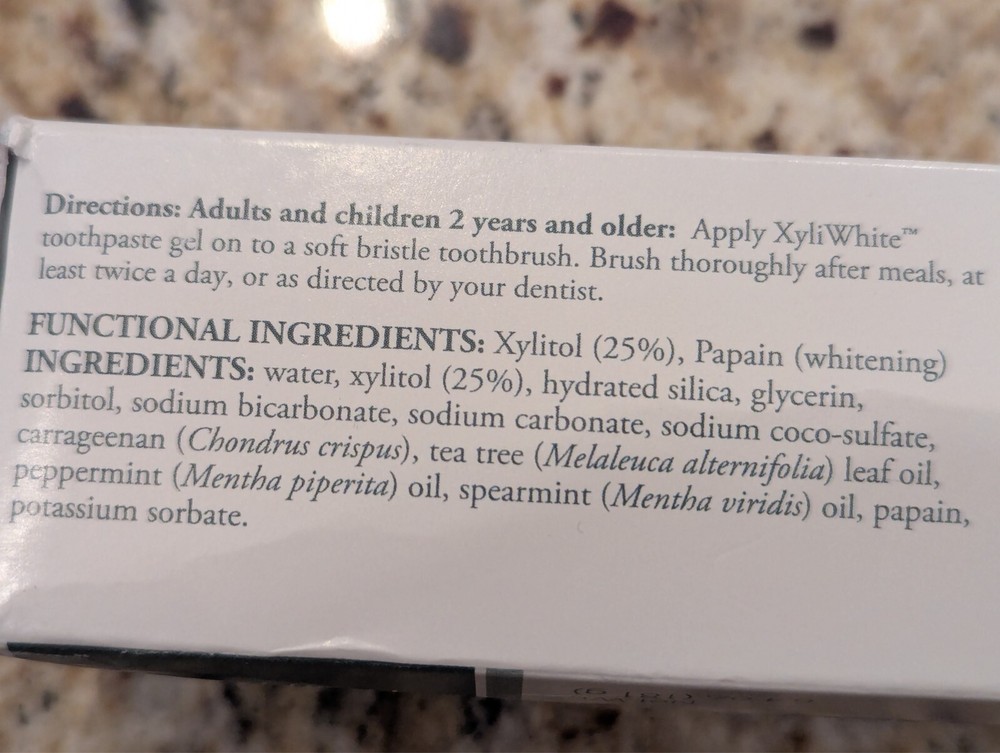 Directions: Adults and children 2 years and older: Apply XyliWhite™
toothpaste gel on to a soft bristle toothbrush. Brush thoroughly after meals, at
least twice a day, or as directed by your dentist.
FUNCTIONAL INGREDIENTS: Xylitol (25%), Papain (whitening)
INGREDIENTS: water, xylitol (25%), hydrated silica, glycerin,
sorbitol, sodium bicarbonate, sodium carbonate, sodium coco-sulfate,
carrageenan (Chondrus crispus), tea tree (Melaleuca alternifolia) leaf oil,
peppermint (Mentha piperita) oil, spearmint (Mentha viridis) oil, papain,
potassium sorbate.